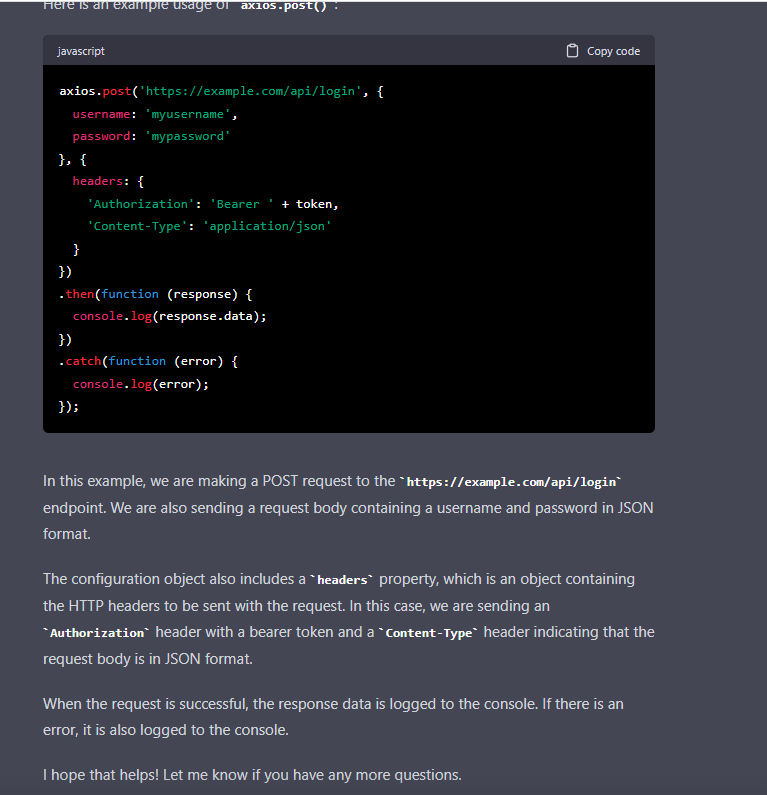 Here is an example usage of `axios.post()`:
javascript
Copy code
axios.post('https://example.com/api/login', {
  username: 'myusername',
  password: 'mypassword'
}, {
  headers: {
    'Authorization': 'Bearer ' + token,
    'Content-Type': 'application/json'
  }
})
.then(function (response) {
  console.log(response.data);
})
.catch(function (error) {
  console.log(error);
});
In this example, we are making a POST request to the `https://example.com/api/login`
endpoint. We are also sending a request body containing a username and password in JSON
format.
The configuration object also includes a `headers` property, which is an object containing
the HTTP headers to be sent with the request. In this case, we are sending an
`Authorization` header with a bearer token and a `Content-Type` header indicating that the
request body is in JSON format.
When the request is successful, the response data is logged to the console. If there is an
error, it is also logged to the console.
I hope that helps! Let me know if you have any more questions.